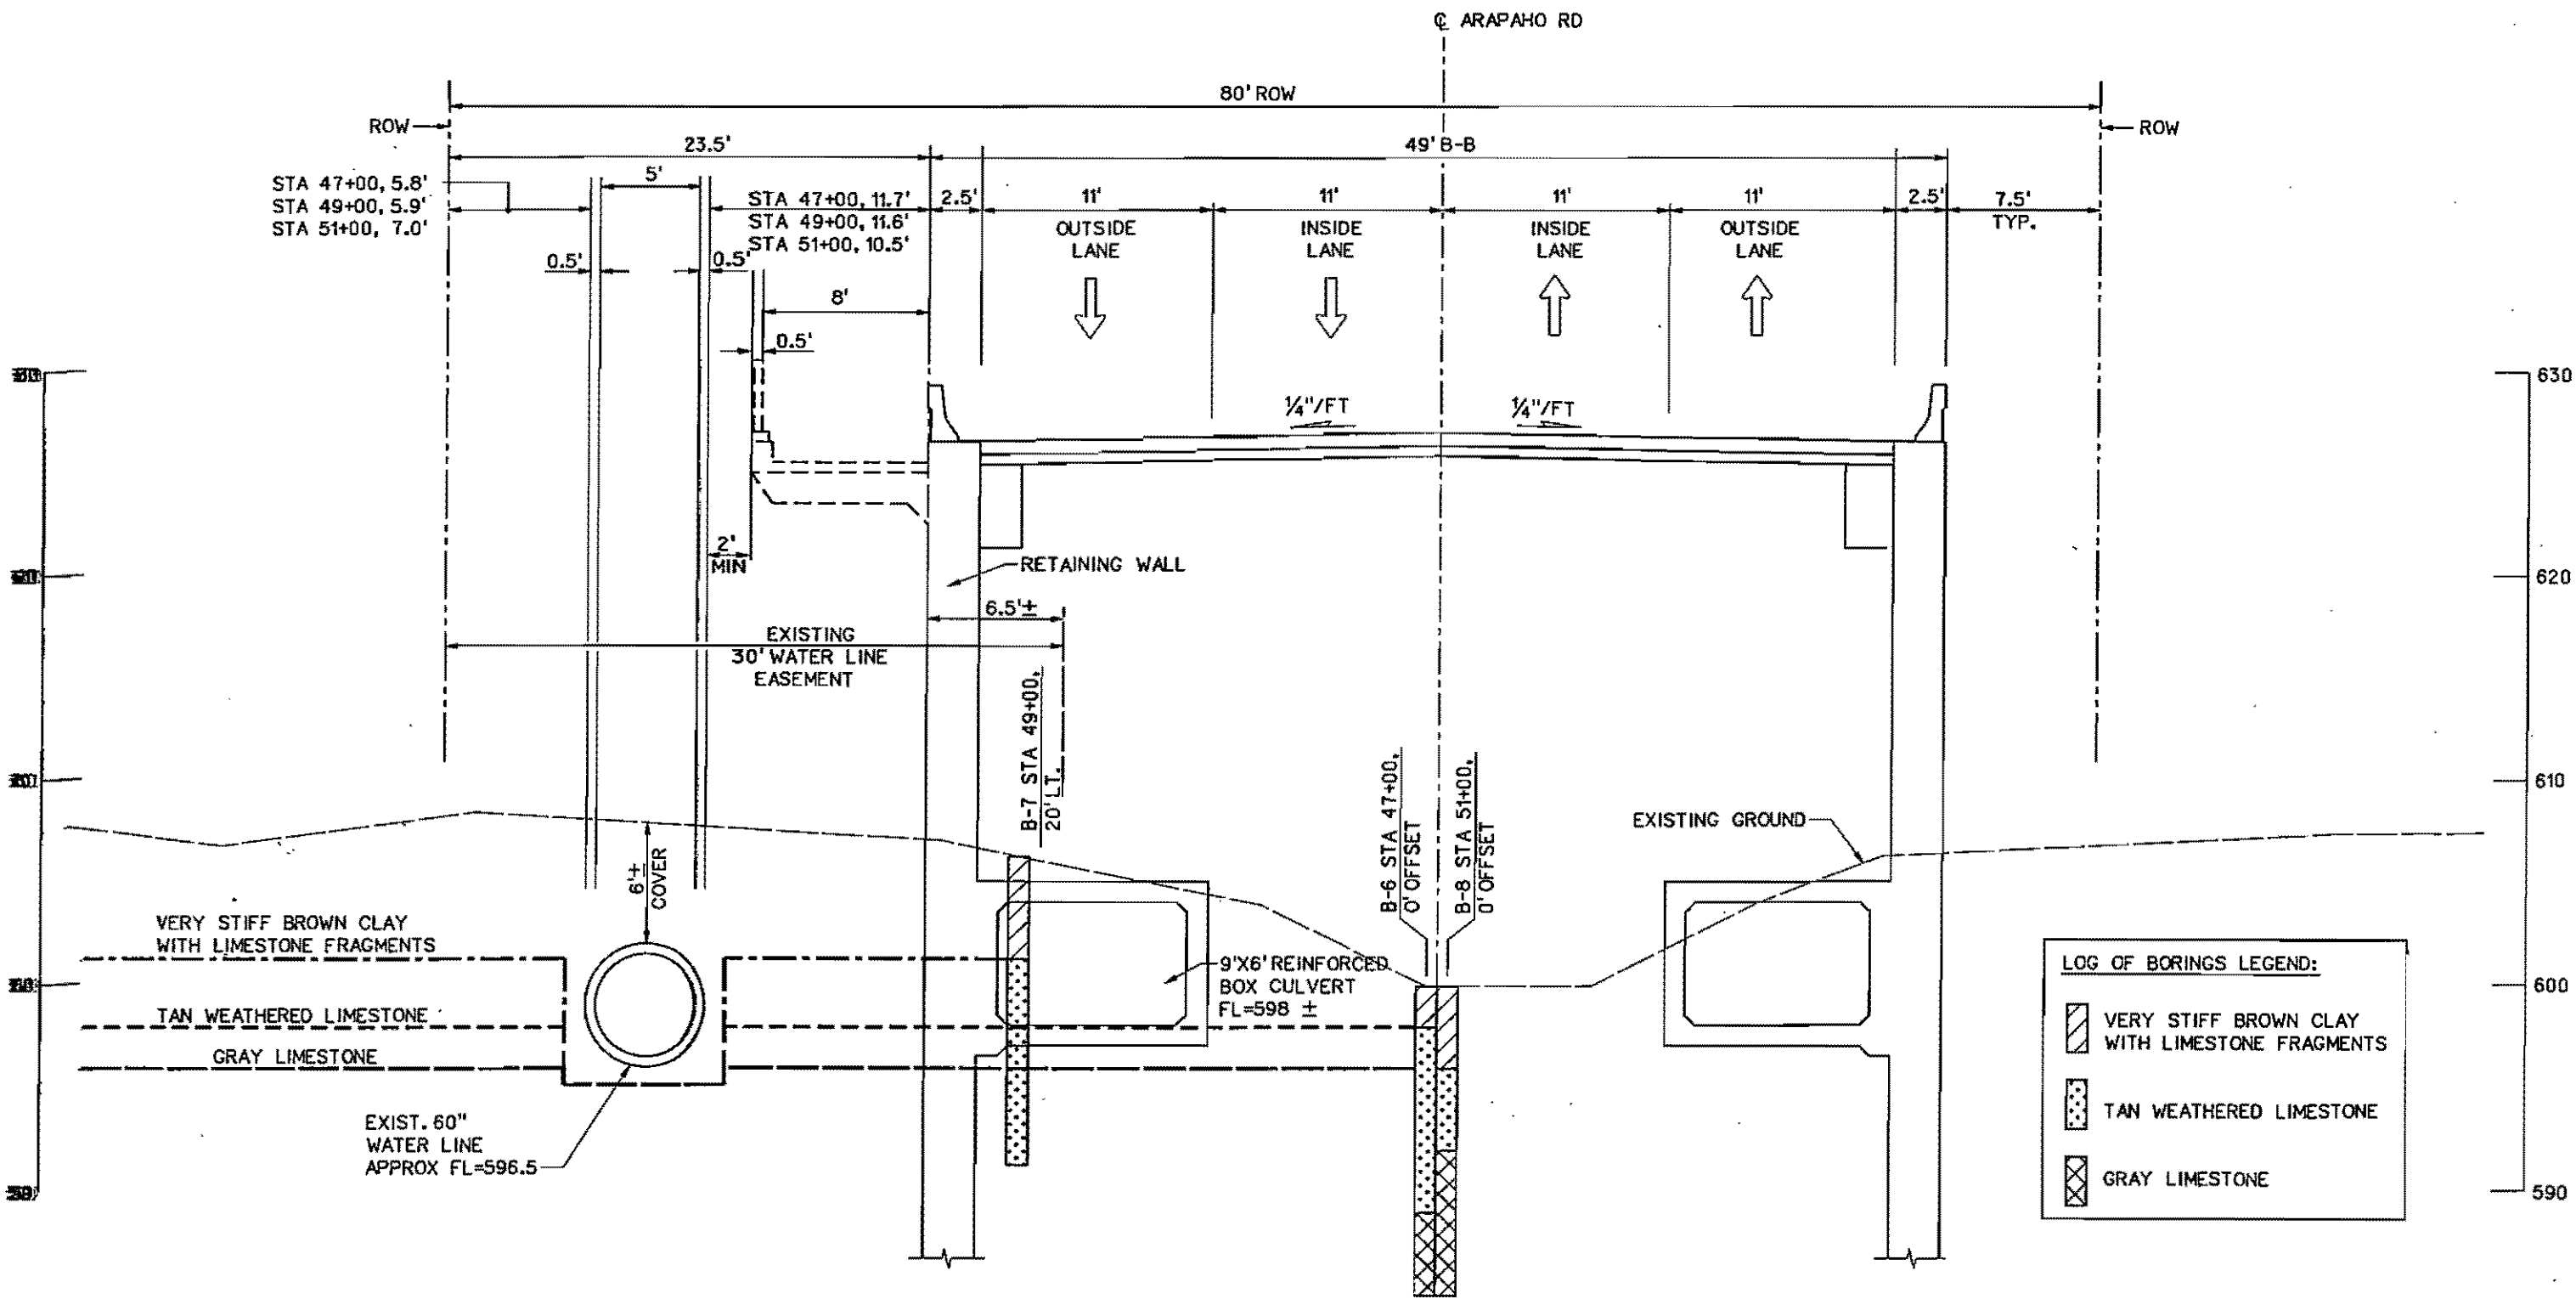 ℄ ARAPAHO RD
80' ROW
ROW
ROW
23.5'
49' B-B
STA 47+00, 5.8'
STA 49+00, 5.9'
STA 51+00, 7.0'
5'
STA 47+00, 11.7'
STA 49+00, 11.6'
STA 51+00, 10.5'
2.5'
11'
11'
11'
11'
2.5'
7.5'
TYP.
OUTSIDE
LANE
INSIDE
LANE
INSIDE
LANE
OUTSIDE
LANE
0.5'
0.5'
8'
0.5'
630
1/4"/FT
1/4"/FT
2'
MIN
RETAINING WALL
620
6.5'±
EXISTING
30' WATER LINE
EASEMENT
B-7 STA 49+00,
20' LT.
B-6 STA 47+00,
0' OFFSET
B-8 STA 51+00,
0' OFFSET
610
EXISTING GROUND
6'±
COVER
VERY STIFF BROWN CLAY
WITH LIMESTONE FRAGMENTS
9'X6' REINFORCED
BOX CULVERT
FL=598 ±
TAN WEATHERED LIMESTONE
GRAY LIMESTONE
600
EXIST. 60"
WATER LINE
APPROX FL=596.5
LOG OF BORINGS LEGEND:
VERY STIFF BROWN CLAY
WITH LIMESTONE FRAGMENTS
TAN WEATHERED LIMESTONE
GRAY LIMESTONE
590